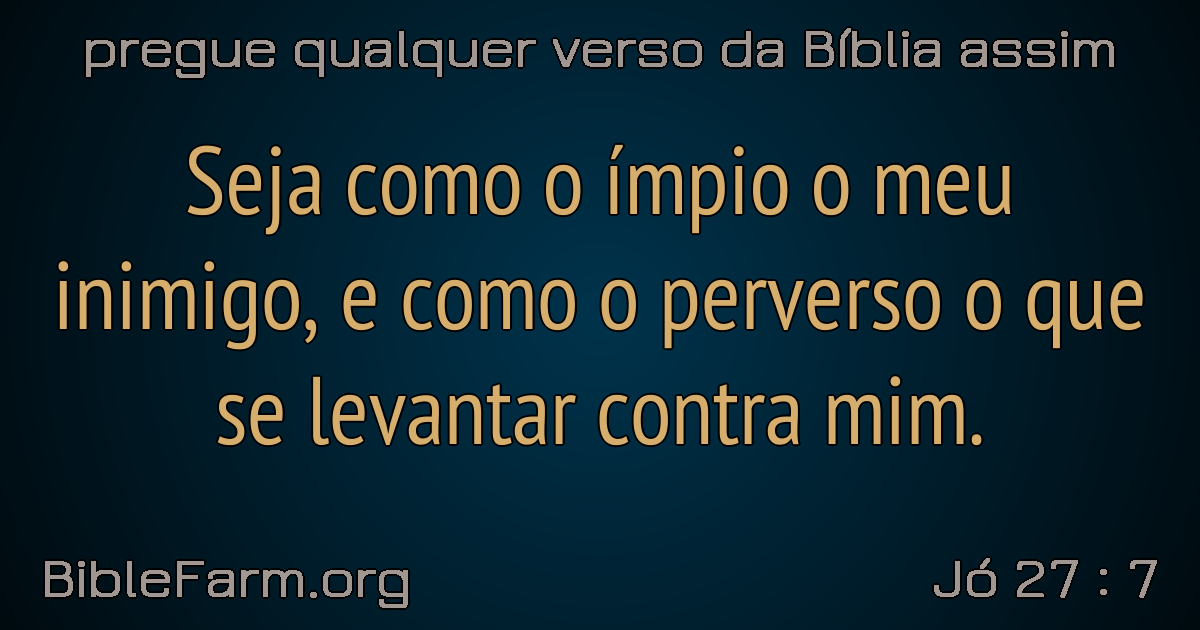 pregue qualquer verso da Bíblia assim
Seja como o ímpio o meu
inimigo, e como o perverso o que
se levantar contra mim.
BibleFarm.org
Jó 27 : 7